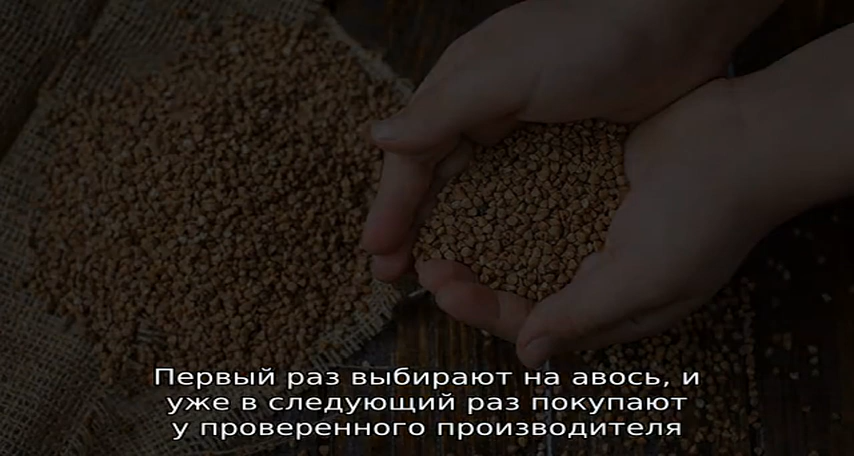 Первый раз выбирают на авось, и
уже в следующий раз покупают
у проверенного производителя